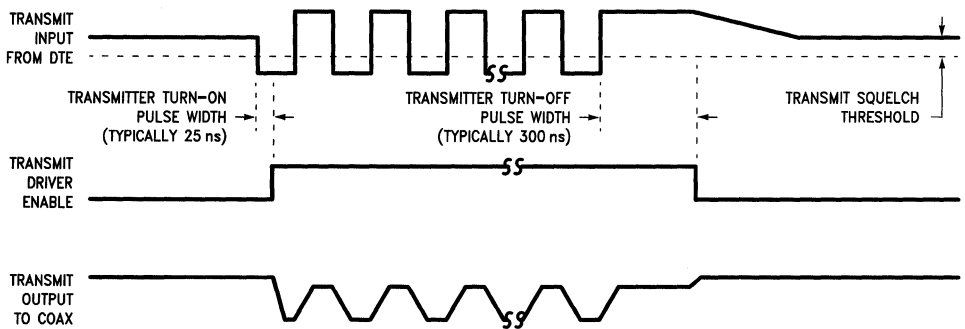 TRANSMIT
INPUT
FROM DTE
TRANSMITTER TURN-ON
PULSE WIDTH
(TYPICALLY 25 ns)
TRANSMITTER TURN-OFF
PULSE WIDTH
(TYPICALLY 300 ns)
TRANSMIT SQUELCH
THRESHOLD
TRANSMIT
DRIVER
ENABLE
TRANSMIT
OUTPUT
TO COAX